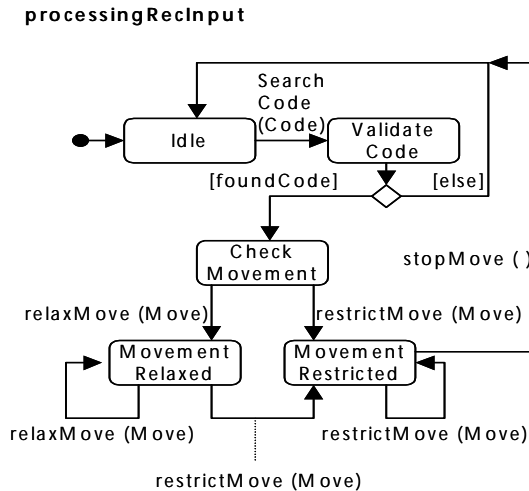 processingRecInput
Search
Code
(Code)
Idle
Validate
Code
[foundCode]
[else]
Check
Movement
stopMove ( )
relaxMove (Move)
restrictMove (Move)
Movement
Relaxed
Movement
Restricted
relaxMove (Move)
restrictMove (Move)
restrictMove (Move)